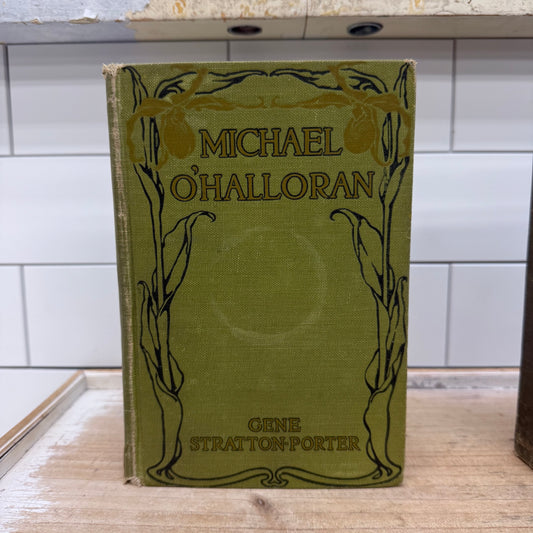 MICHAEL
O'HALLORAN
GENE
STRATTON-PORTER